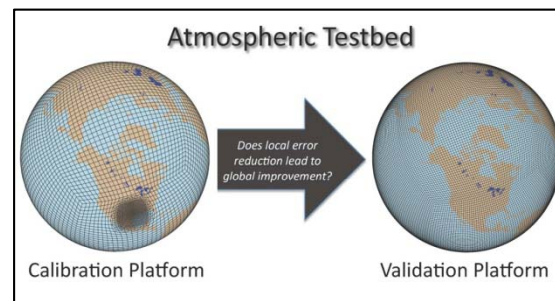 Atmospheric Testbed
Does local error
reduction lead to
global improvement?
Calibration Platform
Validation Platform